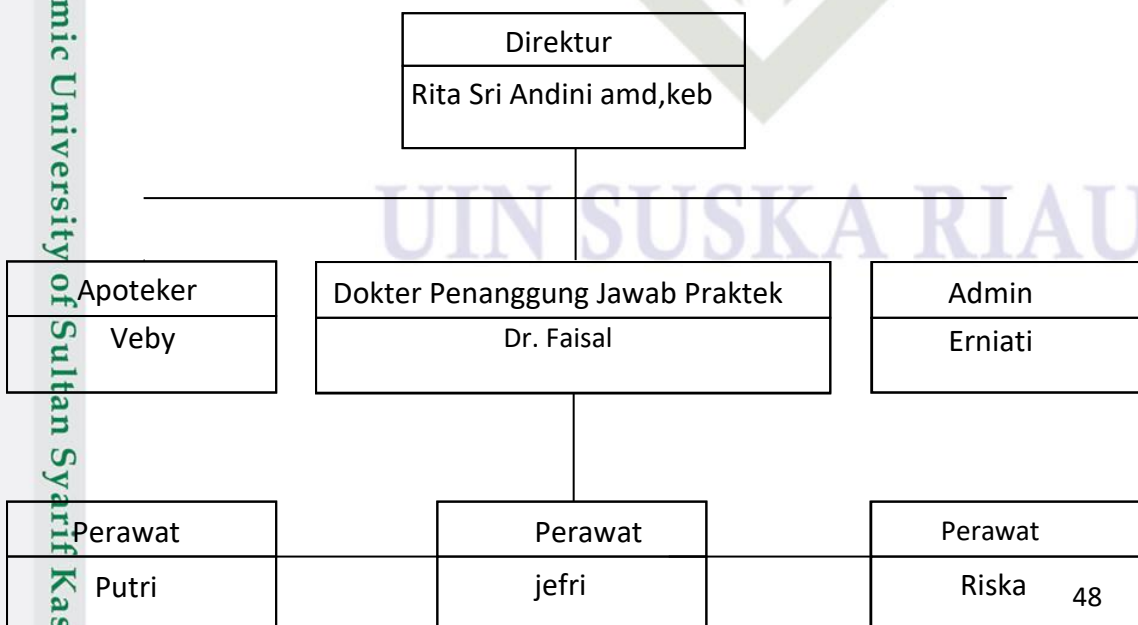 Direktur
Rita Sri Andini amd,keb
UIN SUSKA RIAU
Apoteker
Veby
Dokter Penanggung Jawab Praktek
Dr. Faisal
Admin
Erniati
Perawat
Putri
Perawat
jefri
Perawat
Riska
48
mic University of Sultan Syarif Kas